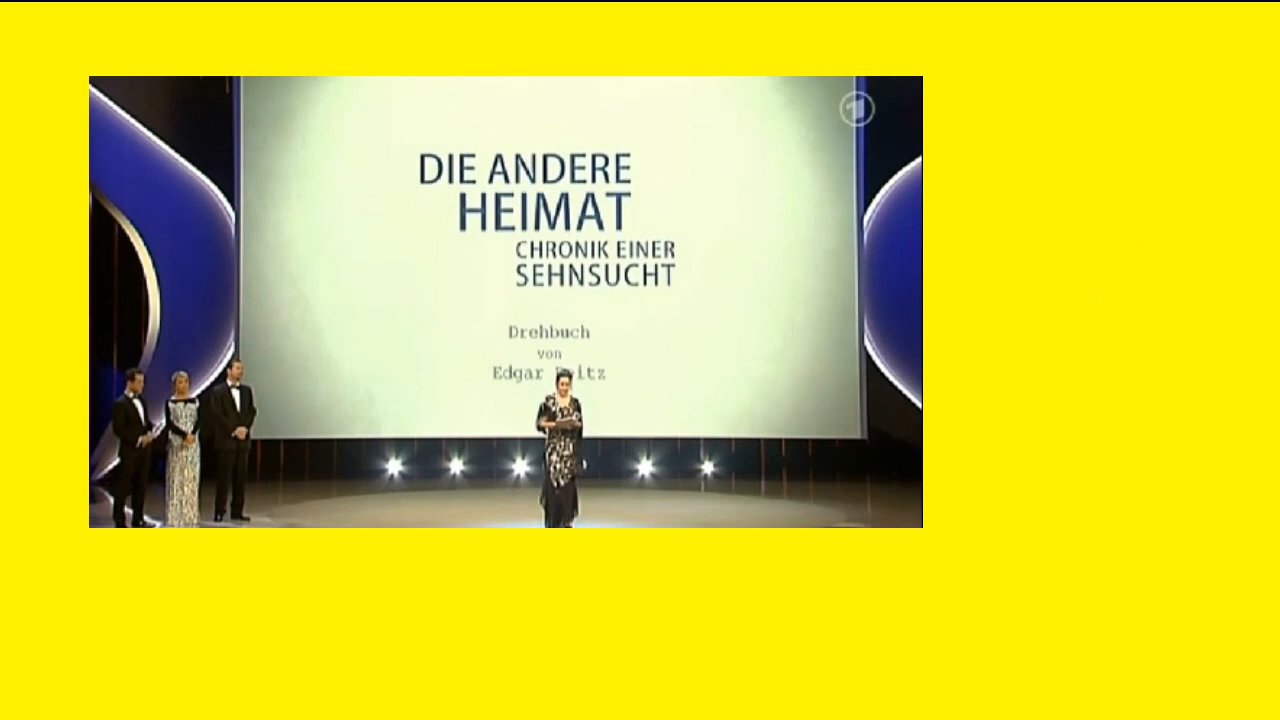 DIE ANDERE
HEIMAT
CHRONIK EINER
SEHNSUCHT
Drehbuch
von
Edgar